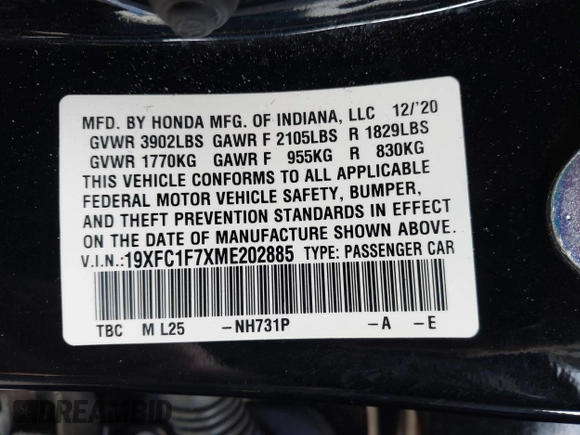 MFD. BY HONDA MFG. OF INDIANA, LLC 12/'20
GVWR 3902LBS GAWR F 2105LBS R 1829LBS
GVWR 1770KG GAWR F 955KG R 830KG
THIS VEHICLE CONFORMS TO ALL APPLICABLE
FEDERAL MOTOR VEHICLE SAFETY, BUMPER,
AND THEFT PREVENTION STANDARDS IN EFFECT
ON THE DATE OF MANUFACTURE SHOWN ABOVE.
V.I.N.:19XFC1F7XME202885 TYPE: PASSENGER CAR
TBC M L25 -NH731P -A -E
DREAMBID